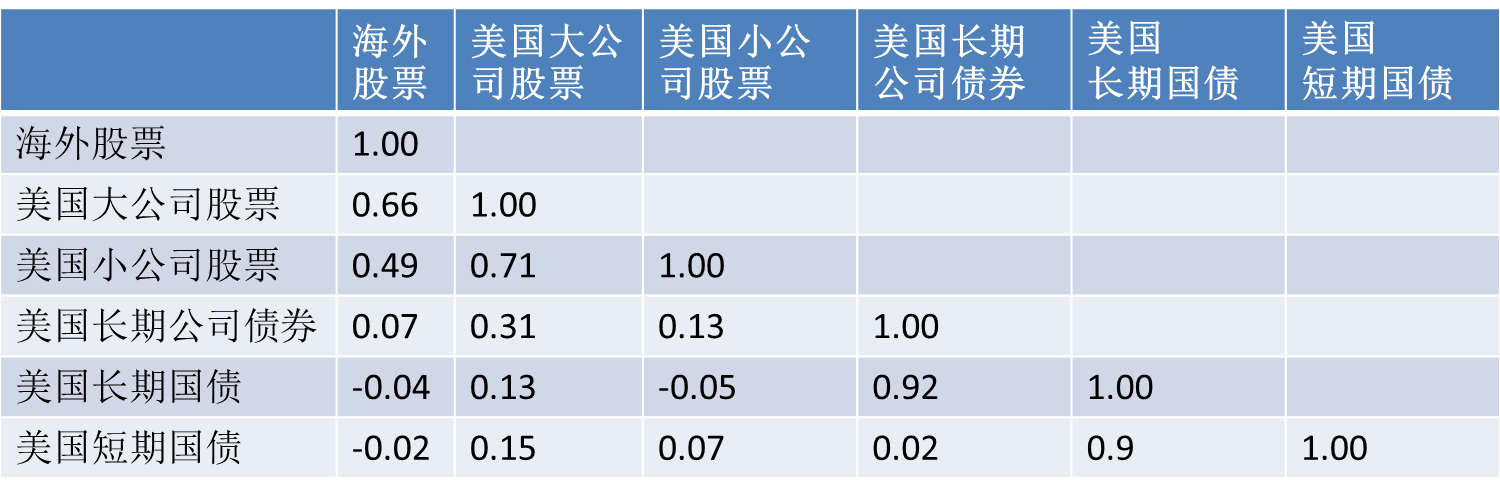 海外 美国大公 美国小公 美国长期 美国 美国
股票 司股票 司股票 公司债券 长期国债 短期国债
海外股票 1.00
美国大公司股票 0.66 1.00
美国小公司股票 0.49 0.71 1.00
美国长期公司债券 0.07 0.31 0.13 1.00
美国长期国债 -0.04 0.13 -0.05 0.92 1.00
美国短期国债 -0.02 0.15 0.07 0.02 0.9 1.00